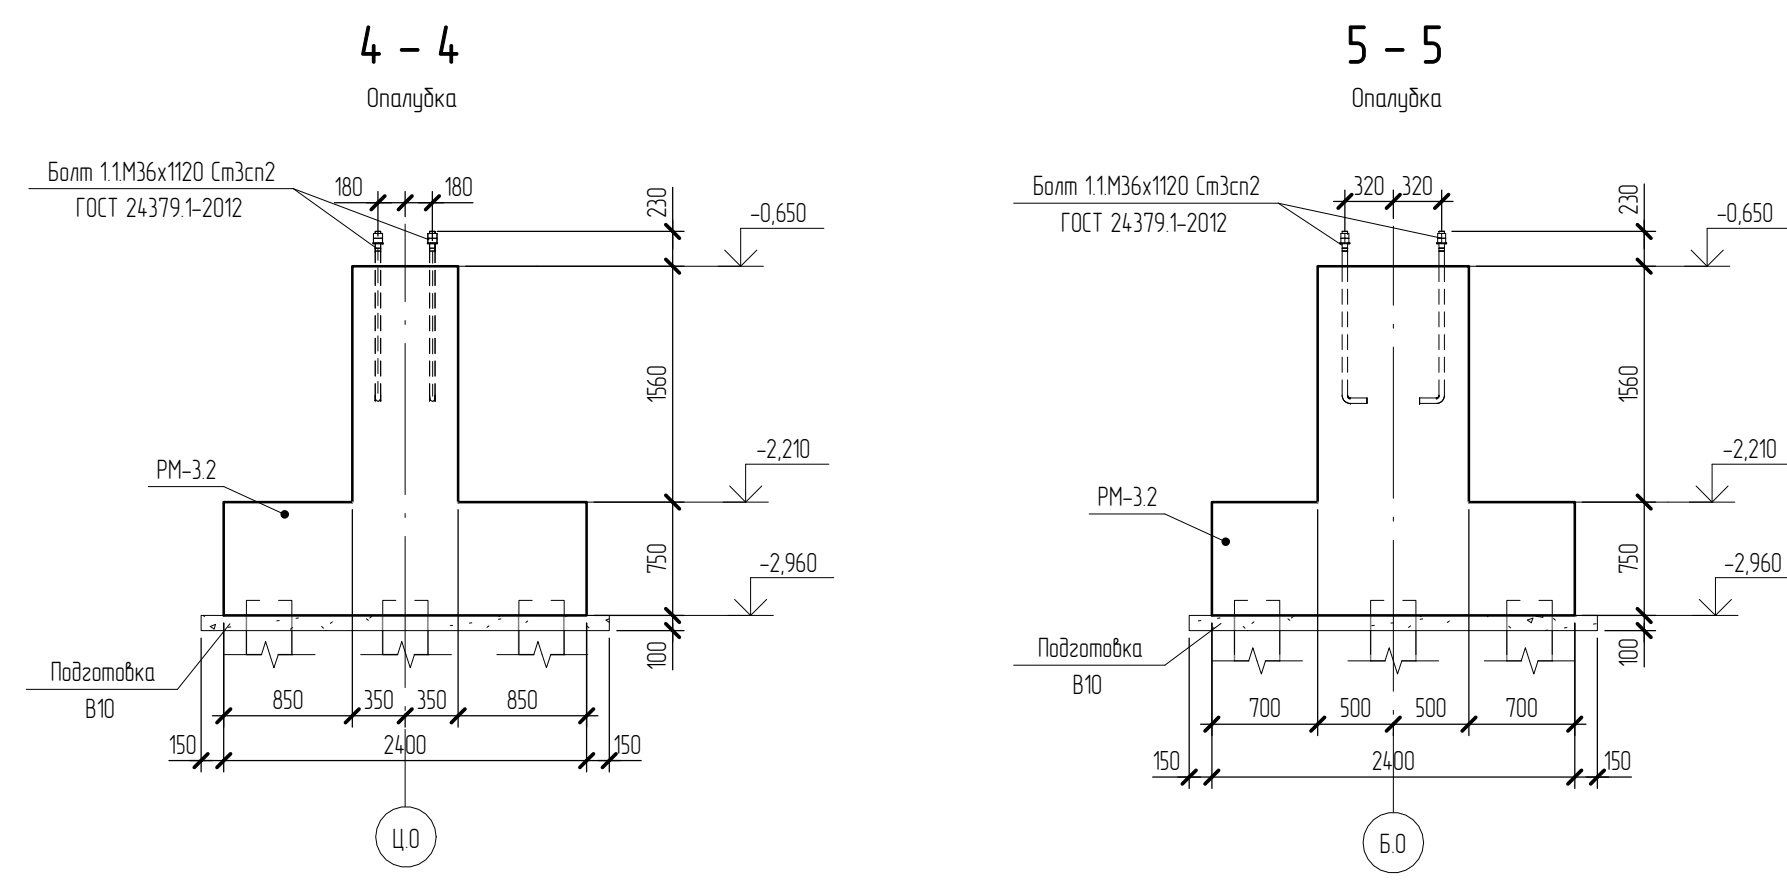 4 – 4
Опалубка
Болт 1.1.М36х1120 Ст3сп2
ГОСТ 24379.1–2012
180
180
230
–0,650
1560
–2,210
РМ–3.2
750
–2,960
100
Подготовка
В10
850
350
350
850
150
2400
150
Ц.О
5 – 5
Опалубка
Болт 1.1.М36х1120 Ст3сп2
ГОСТ 24379.1–2012
320
320
230
–0,650
1560
–2,210
РМ–3.2
750
–2,960
100
Подготовка
В10
700
500
500
700
150
2400
150
Б.О